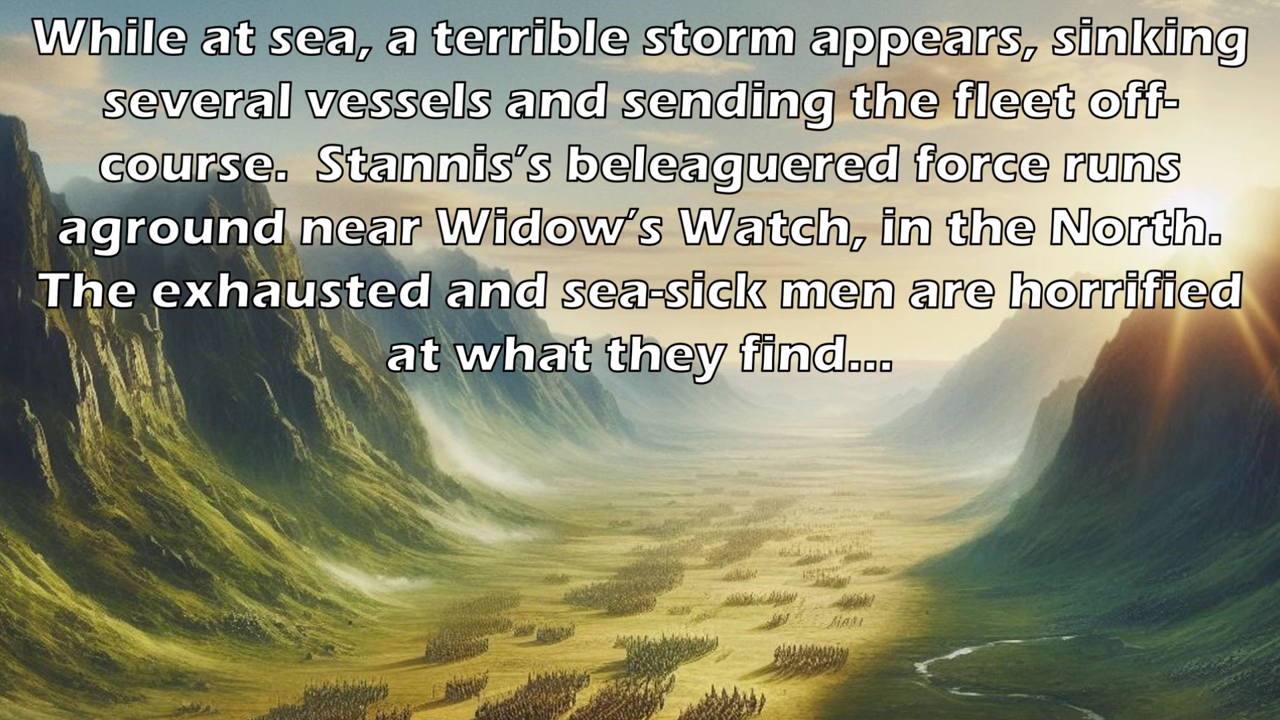 While at sea, a terrible storm appears, sinking
several vessels and sending the fleet off-
course.  Stannis’s beleaguered force runs
aground near Widow’s Watch, in the North.
The exhausted and sea-sick men are horrified
at what they find...